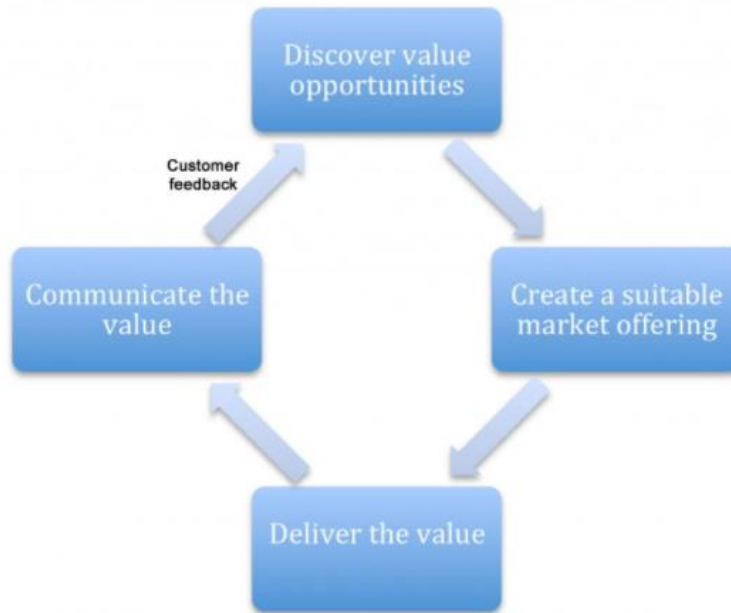 Discover value
opportunities
Customer
feedback
Communicate the
value
Create a suitable
market offering
Deliver the value